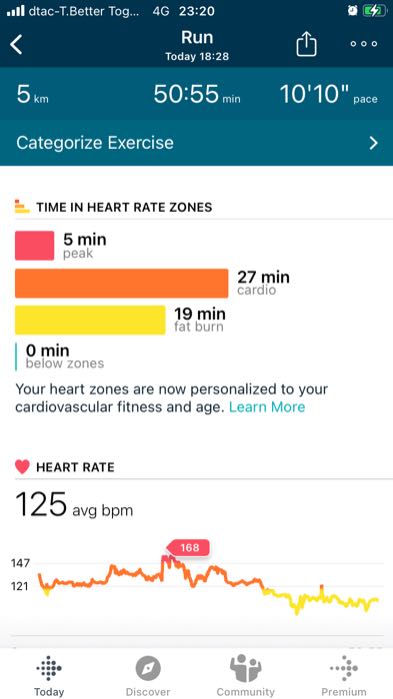 dtac-T.Better Tog... 4G 23:20
Run
Today 18:28
5 km 50:55 min 10'10" pace
Categorize Exercise
TIME IN HEART RATE ZONES
5 min
peak
27 min
cardio
19 min
fat burn
0 min
below zones
Your heart zones are now personalized to your
cardiovascular fitness and age. Learn More
HEART RATE
125 avg bpm
168
147
121
Today Discover Community Premium